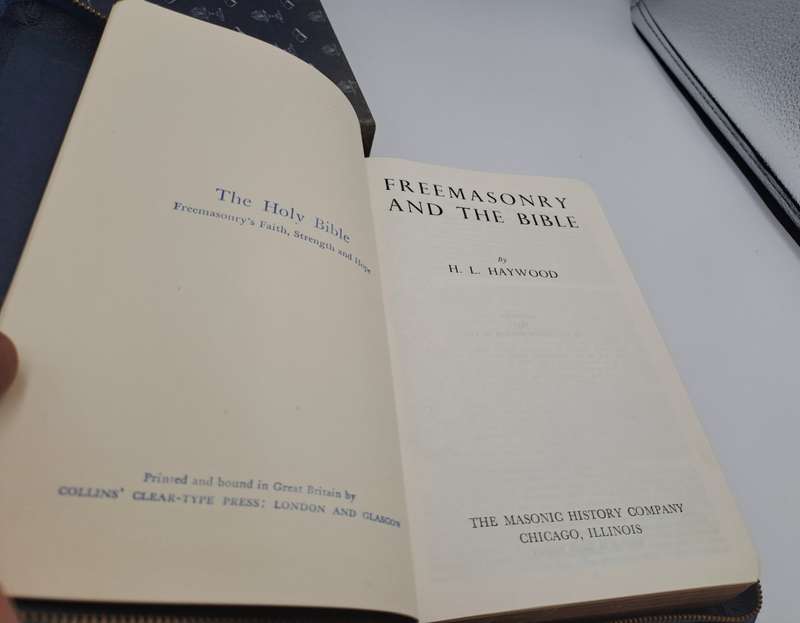 The Holy Bible
Freemasonry's Faith, Strength and Hope
Printed and bound in Great Britain by
COLLINS' CLEAR-TYPE PRESS: LONDON AND GLASGOW
FREEMASONRY
AND THE BIBLE
by
H. L. HAYWOOD
THE MASONIC HISTORY COMPANY
CHICAGO, ILLINOIS